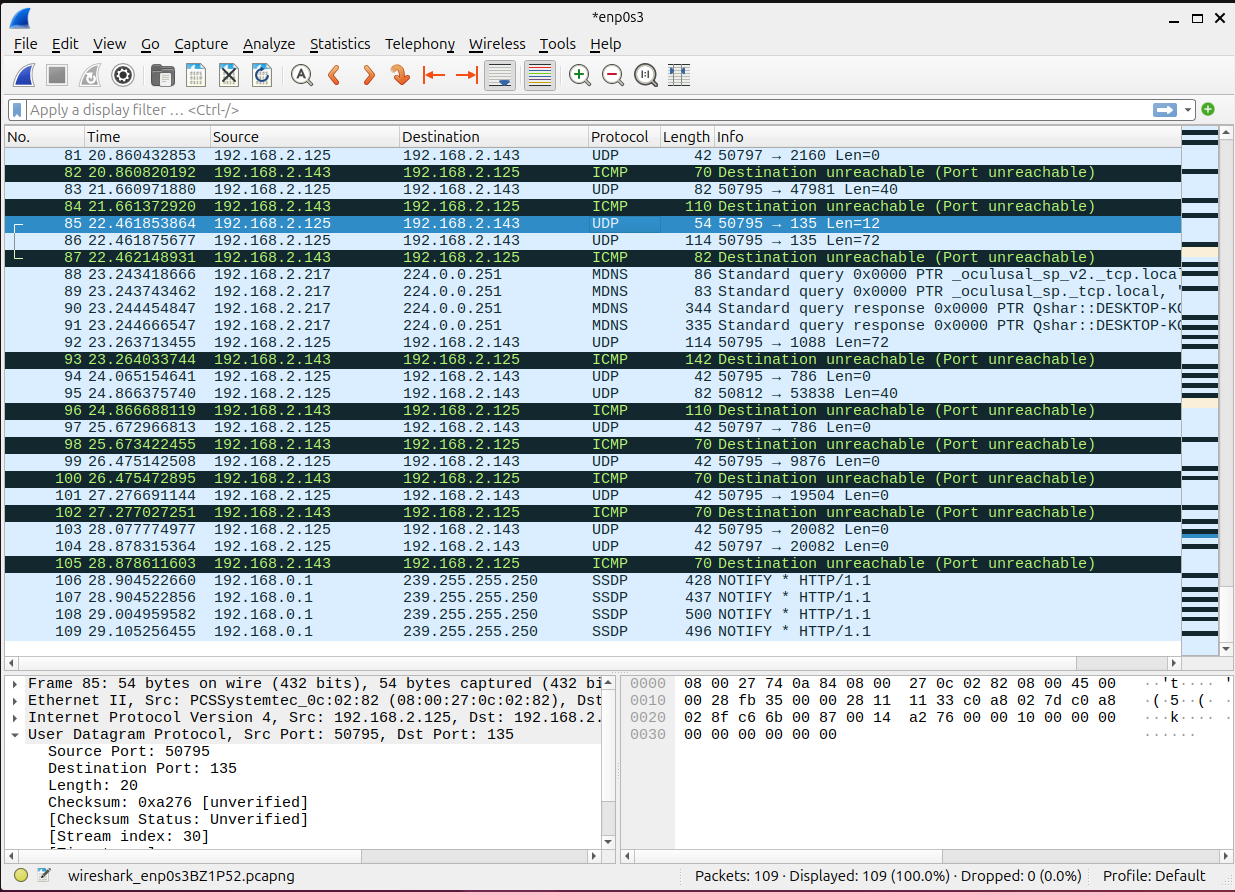 *enp0s3
File Edit View Go Capture Analyze Statistics Telephony Wireless Tools Help
Apply a display filter … <Ctrl-/>
No. Time Source Destination Protocol Length Info
81 20.860432853 192.168.2.125 192.168.2.143 UDP 42 50797 → 2160 Len=0
82 20.860820192 192.168.2.143 192.168.2.125 ICMP 70 Destination unreachable (Port unreachable)
83 21.660971880 192.168.2.125 192.168.2.143 UDP 82 50795 → 47981 Len=40
84 21.661372920 192.168.2.143 192.168.2.125 ICMP 110 Destination unreachable (Port unreachable)
85 22.461853864 192.168.2.125 192.168.2.143 UDP 54 50795 → 135 Len=12
86 22.461875677 192.168.2.125 192.168.2.143 UDP 114 50795 → 135 Len=72
87 22.462148931 192.168.2.143 192.168.2.125 ICMP 82 Destination unreachable (Port unreachable)
88 23.243418666 192.168.2.217 224.0.0.251 MDNS 86 Standard query 0x0000 PTR _oculusal_sp_v2._tcp.local
89 23.243743462 192.168.2.217 224.0.0.251 MDNS 83 Standard query 0x0000 PTR _oculusal_sp._tcp.local, "
90 23.244454847 192.168.2.217 224.0.0.251 MDNS 344 Standard query response 0x0000 PTR Qshar::DESKTOP-KC
91 23.244666547 192.168.2.217 224.0.0.251 MDNS 335 Standard query response 0x0000 PTR Qshar::DESKTOP-KC
92 23.263713455 192.168.2.125 192.168.2.143 UDP 114 50795 → 1088 Len=72
93 23.264033744 192.168.2.143 192.168.2.125 ICMP 142 Destination unreachable (Port unreachable)
94 24.065154641 192.168.2.125 192.168.2.143 UDP 42 50795 → 786 Len=0
95 24.866375740 192.168.2.125 192.168.2.143 UDP 82 50812 → 53838 Len=40
96 24.866688119 192.168.2.143 192.168.2.125 ICMP 110 Destination unreachable (Port unreachable)
97 25.672966813 192.168.2.125 192.168.2.143 UDP 42 50797 → 786 Len=0
98 25.673422455 192.168.2.143 192.168.2.125 ICMP 70 Destination unreachable (Port unreachable)
99 26.475142508 192.168.2.125 192.168.2.143 UDP 42 50795 → 9876 Len=0
100 26.475472895 192.168.2.143 192.168.2.125 ICMP 70 Destination unreachable (Port unreachable)
101 27.276691144 192.168.2.125 192.168.2.143 UDP 42 50795 → 19504 Len=0
102 27.277027251 192.168.2.143 192.168.2.125 ICMP 70 Destination unreachable (Port unreachable)
103 28.077774977 192.168.2.125 192.168.2.143 UDP 42 50795 → 20082 Len=0
104 28.878315364 192.168.2.125 192.168.2.143 UDP 42 50797 → 20082 Len=0
105 28.878611603 192.168.2.143 192.168.2.125 ICMP 70 Destination unreachable (Port unreachable)
106 28.904522660 192.168.0.1 239.255.255.250 SSDP 428 NOTIFY * HTTP/1.1
107 28.904522856 192.168.0.1 239.255.255.250 SSDP 437 NOTIFY * HTTP/1.1
108 29.004959582 192.168.0.1 239.255.255.250 SSDP 500 NOTIFY * HTTP/1.1
109 29.105256455 192.168.0.1 239.255.255.250 SSDP 496 NOTIFY * HTTP/1.1
Frame 85: 54 bytes on wire (432 bits), 54 bytes captured (432 bi
Ethernet II, Src: PCSSystemtec_0c:02:82 (08:00:27:0c:02:82), Dst
Internet Protocol Version 4, Src: 192.168.2.125, Dst: 192.168.2.
User Datagram Protocol, Src Port: 50795, Dst Port: 135
Source Port: 50795
Destination Port: 135
Length: 20
Checksum: 0xa276 [unverified]
[Checksum Status: Unverified]
[Stream index: 30]
0000 08 00 27 74 0a 84 08 00 27 0c 02 82 08 00 45 00 ··'t···· '
0010 00 28 fb 35 00 00 28 11 11 33 c0 a8 02 7d c0 a8 ·(·5··(·
0020 02 8f c6 6b 00 87 00 14 a2 76 00 00 10 00 00 00 ···k····
0030 00 00 00 00 00 00 ······
wireshark_enp0s3BZ1P52.pcapng
Packets: 109 · Displayed: 109 (100.0%) · Dropped: 0 (0.0%)
Profile: Default